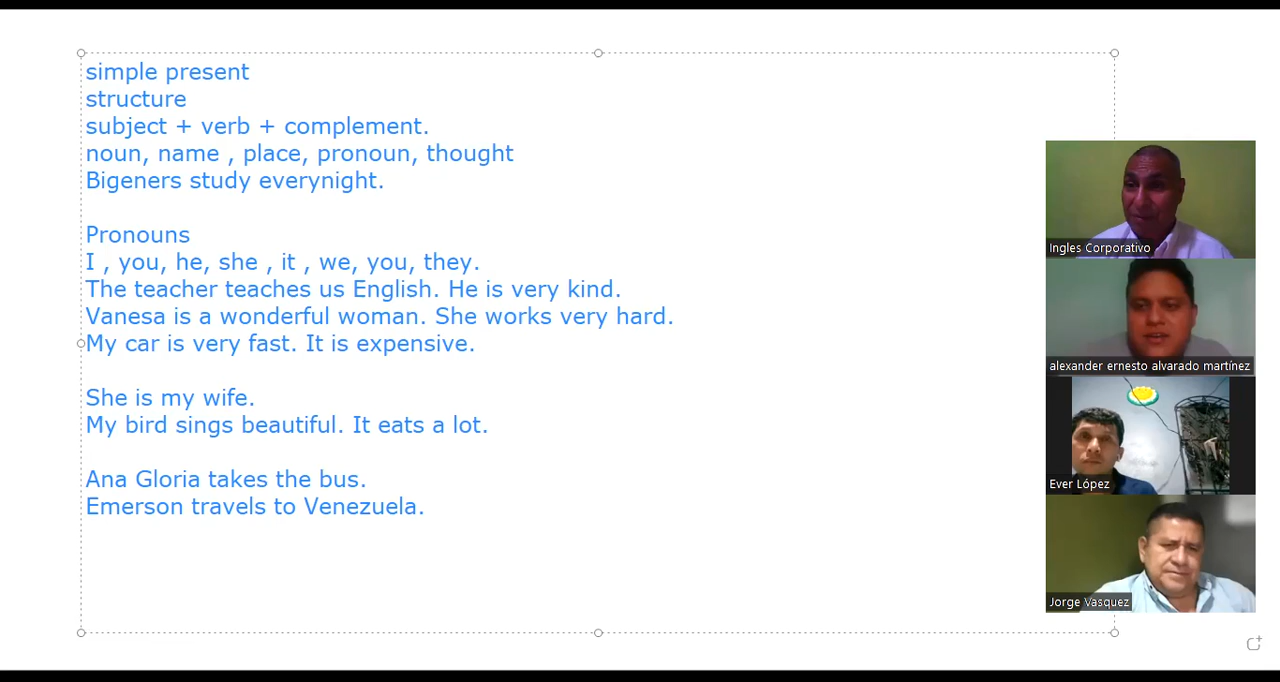 simple present
structure
subject + verb + complement.
noun, name , place, pronoun, thought
Bigeners study everynight.
Pronouns
I , you, he, she , it , we, you, they.
The teacher teaches us English. He is very kind.
Vanesa is a wonderful woman. She works very hard.
My car is very fast. It is expensive.
She is my wife.
My bird sings beautiful. It eats a lot.
Ana Gloria takes the bus.
Emerson travels to Venezuela.
Ingles Corporativo
alexander ernesto alvarado martínez
Ever López
Jorge Vasquez